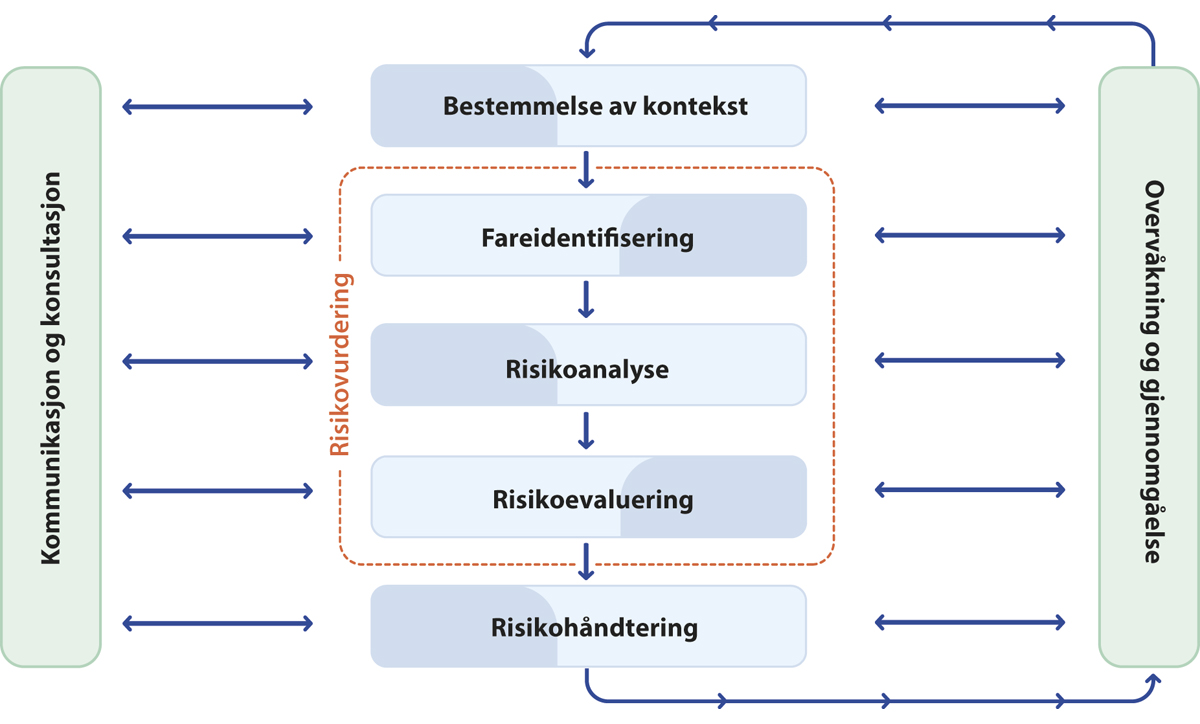 Kommunikasjon og konsultasjon
Bestemmelse av kontekst
Risikovurdering
Fareidentifisering
Risikoanalyse
Risikoevaluering
Risikohåndtering
Overvåkning og gjennomgåelse